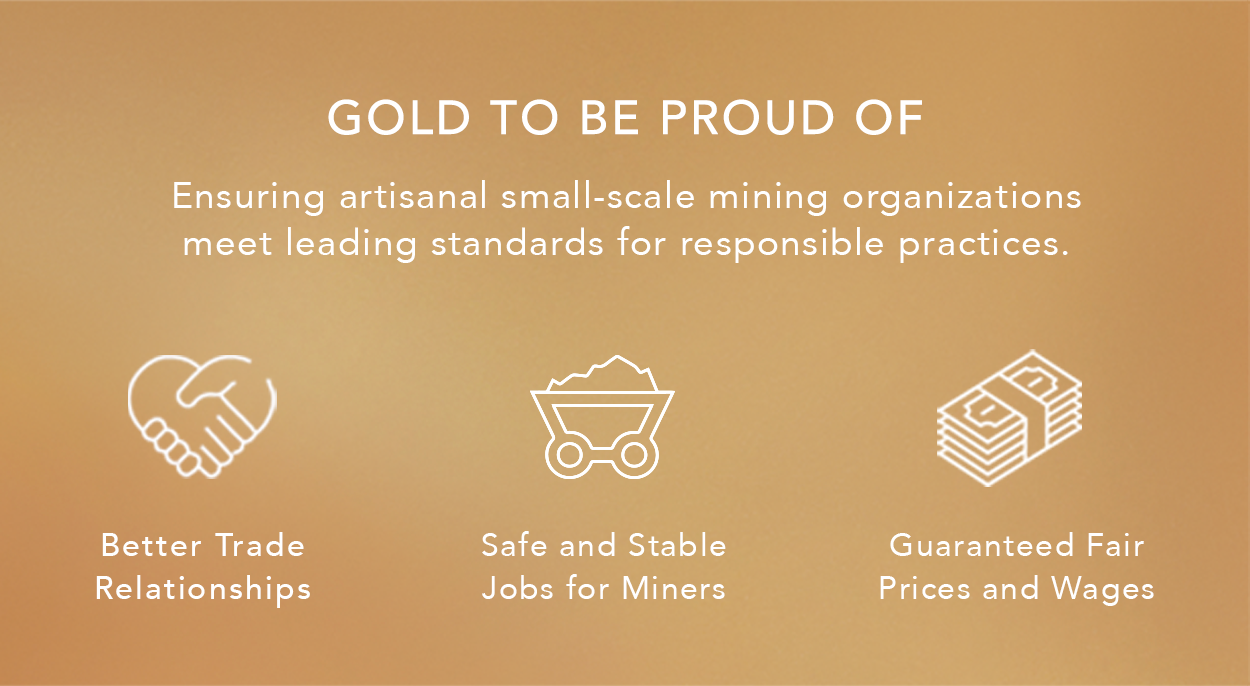 GOLD TO BE PROUD OF
Ensuring artisanal small-scale mining organizations
meet leading standards for responsible practices.
Better Trade
Relationships
Safe and Stable
Jobs for Miners
Guaranteed Fair
Prices and Wages